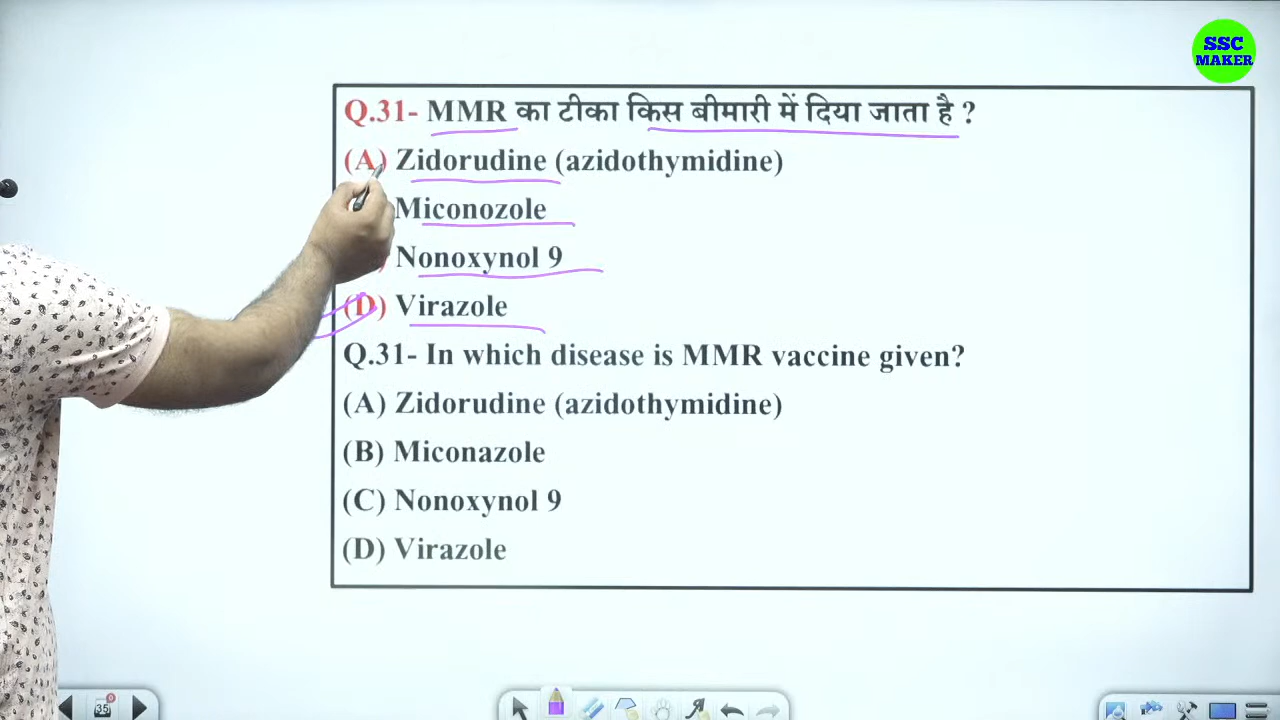 SSC
MAKER
Q.31- MMR का टीका किस बीमारी में दिया जाता है ?
(A) Zidorudine (azidothymidine)
Miconozole
Nonoxynol 9
(D) Virazole
Q.31- In which disease is MMR vaccine given?
(A) Zidorudine (azidothymidine)
(B) Miconazole
(C) Nonoxynol 9
(D) Virazole
35